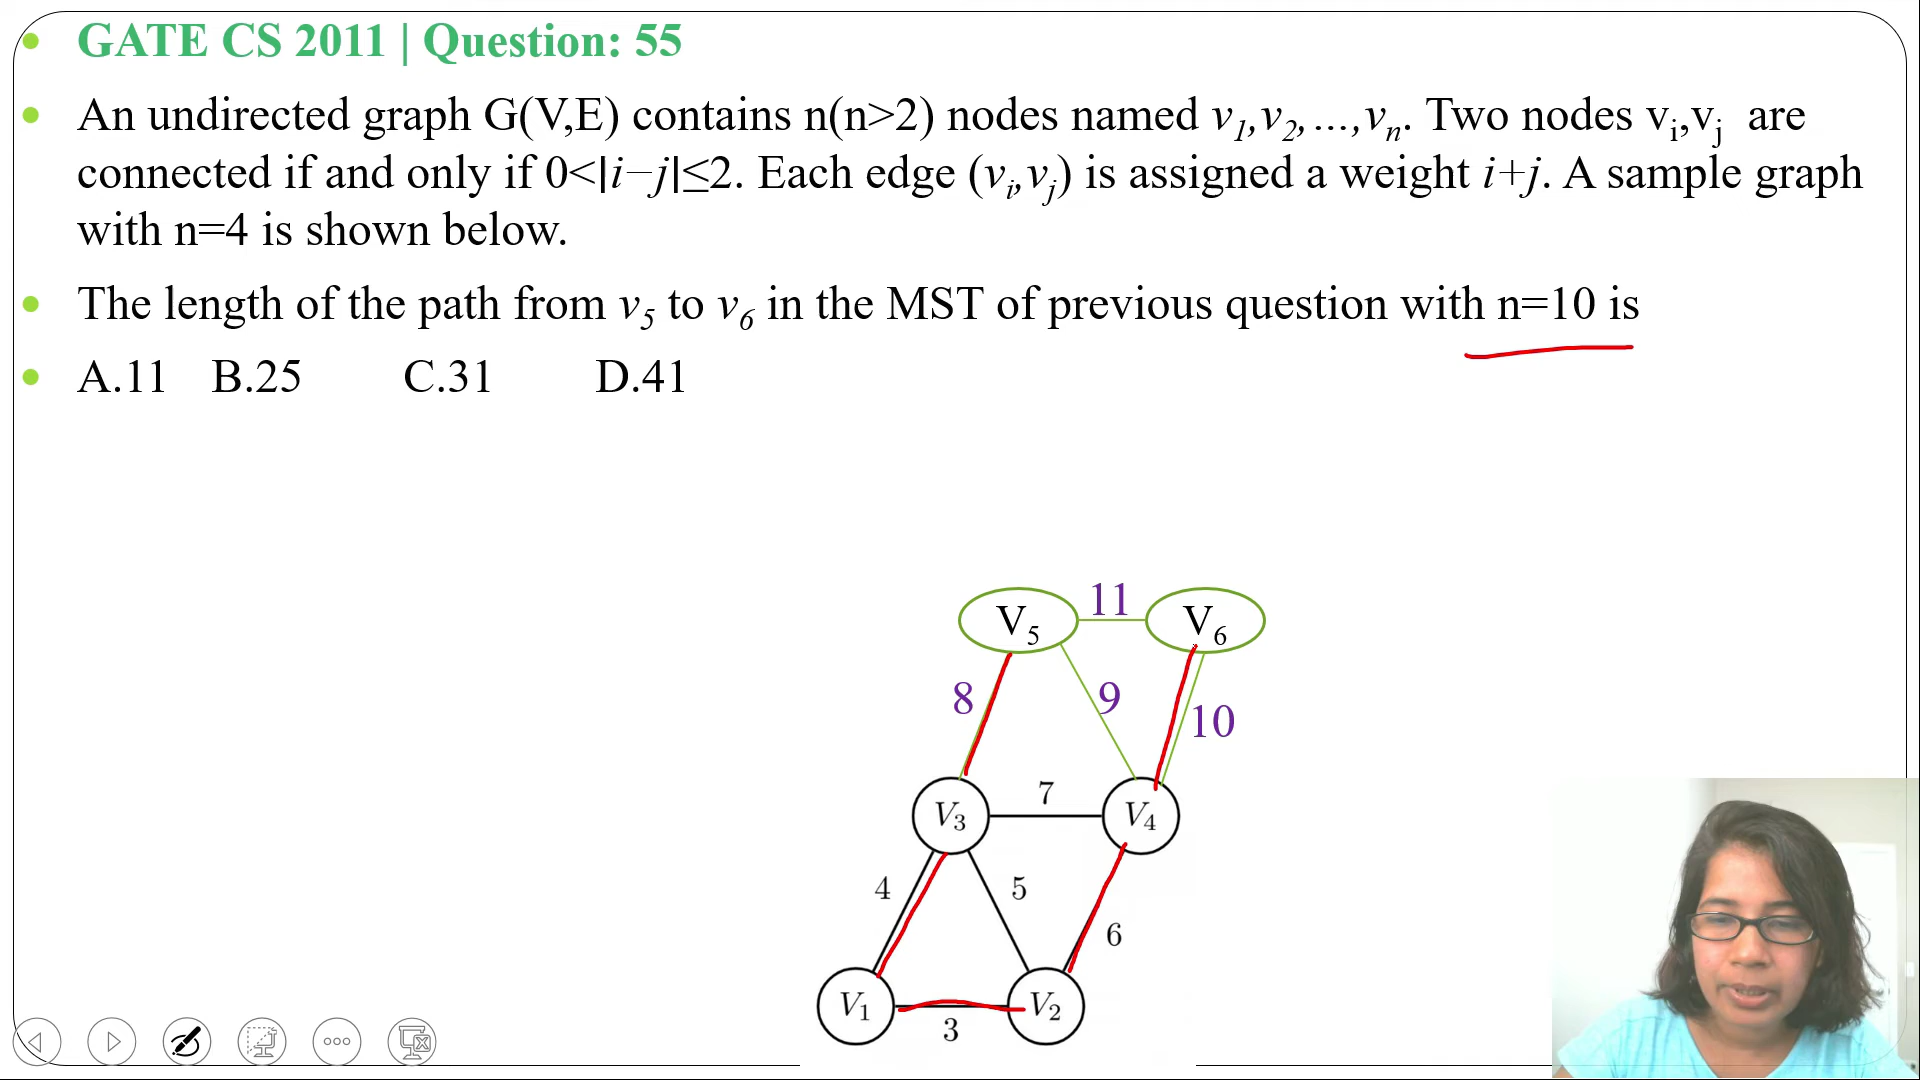 GATE CS 2011 | Question: 55
An undirected graph G(V,E) contains n(n>2) nodes named v1,v2,…,vn. Two nodes vi,vj are
connected if and only if 0<|i−j|≤2. Each edge (vi,vj) is assigned a weight i+j. A sample graph
with n=4 is shown below.
The length of the path from v5 to v6 in the MST of previous question with n=10 is
A.11 B.25 C.31 D.41
V5 11 V6
8 9 10
V3 7 V4
4 5 6
V1 3 V2